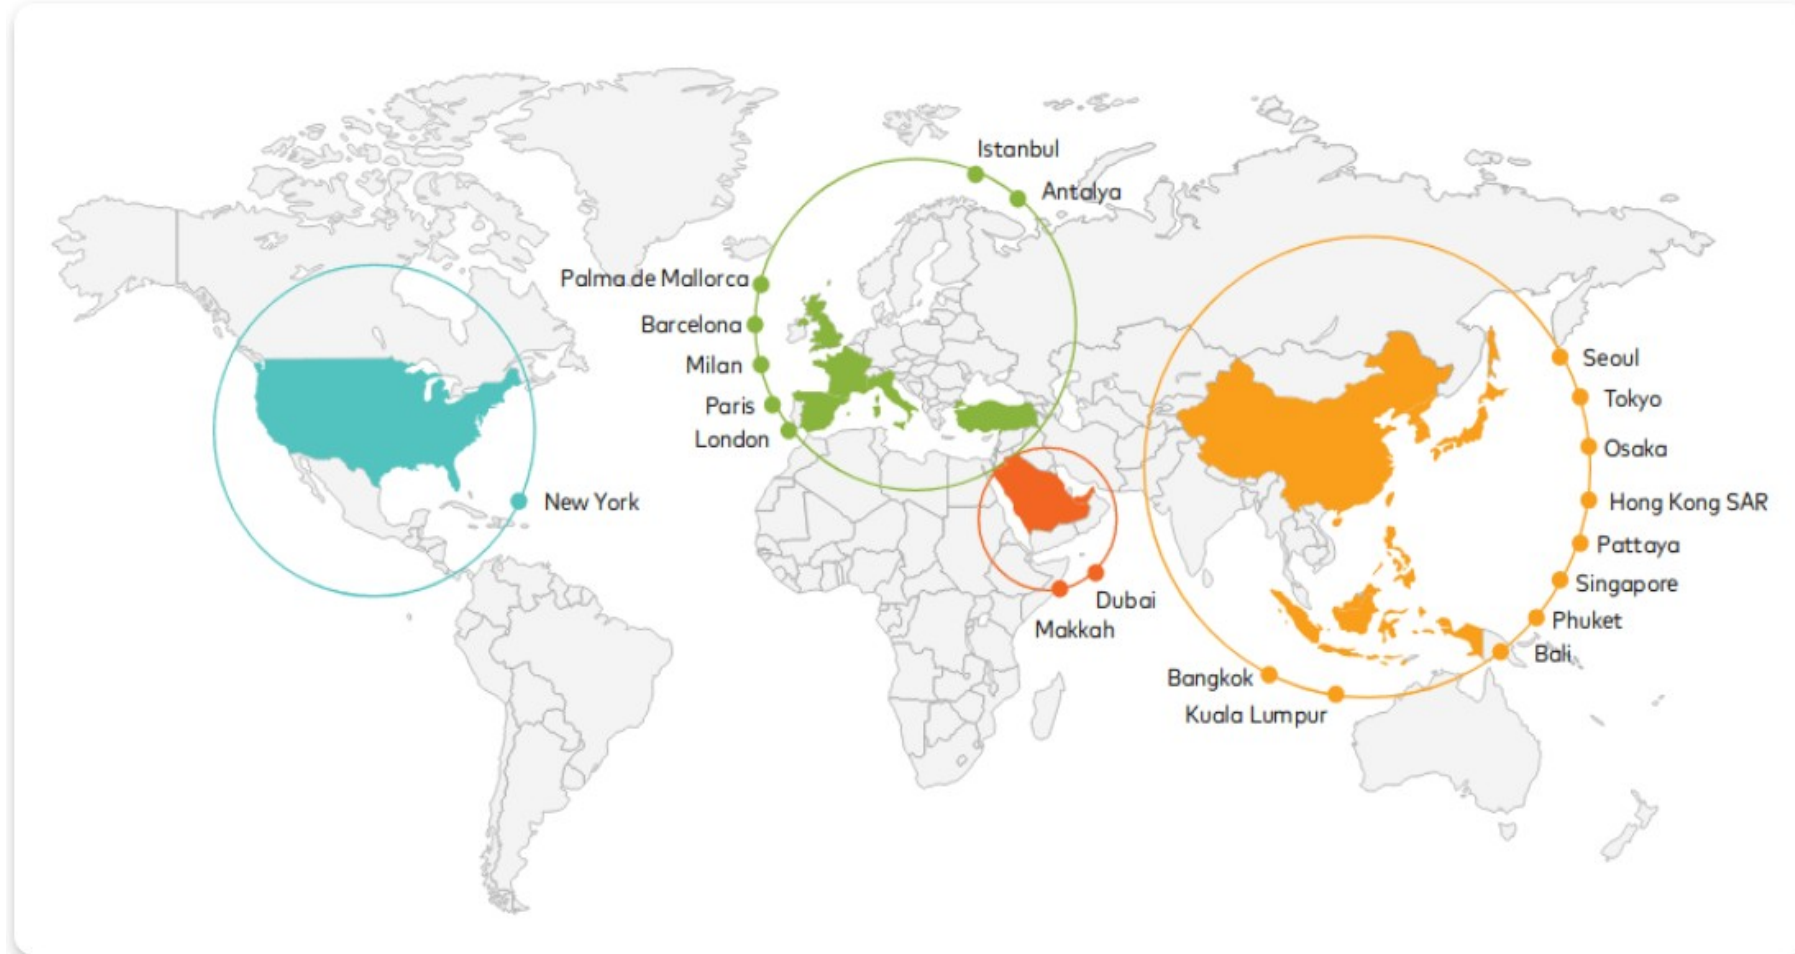 Istanbul
Antalya
Palma de Mallorca
Barcelona
Milan
Paris
London
New York
Seoul
Tokyo
Osaka
Hong Kong SAR
Pattaya
Singapore
Phuket
Bali
Dubai
Makkah
Bangkok
Kuala Lumpur